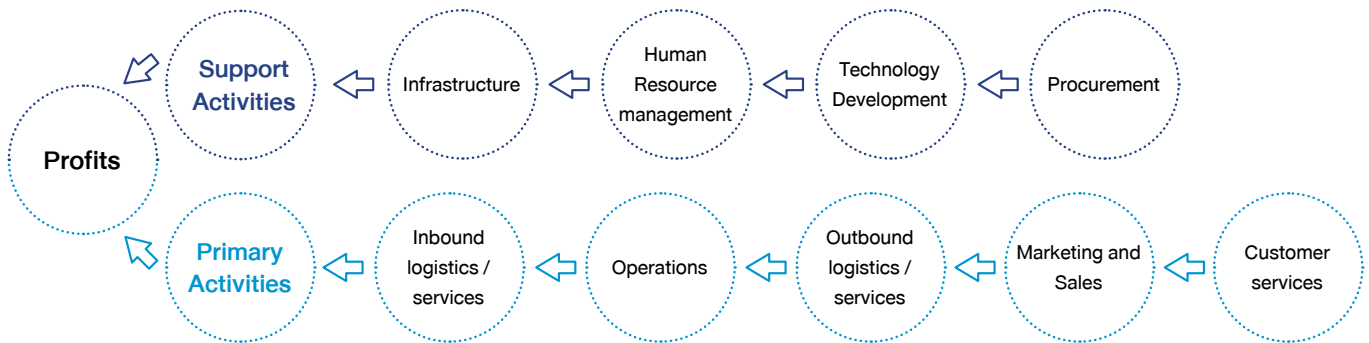 Support
Activities
Infrastructure
Human
Resource
management
Technology
Development
Procurement
Profits
Primary
Activities
Inbound
logistics /
services
Operations
Outbound
logistics /
services
Marketing and
Sales
Customer
services